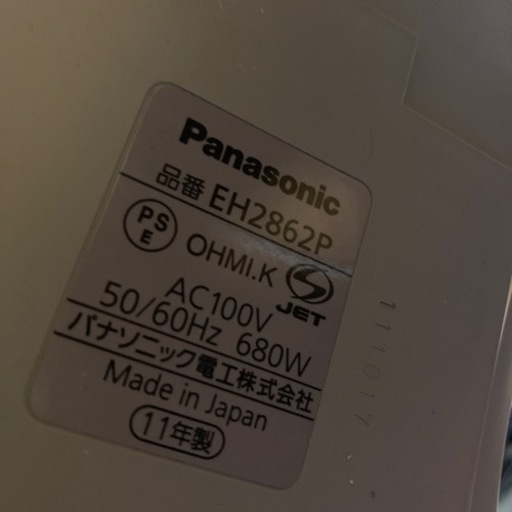 Panasonic
品番 EH2862P
PS
E
OHMI.K
JET
AC100V
50/60Hz 680W
パナソニック電工株式会社
Made in Japan
11年製
111017